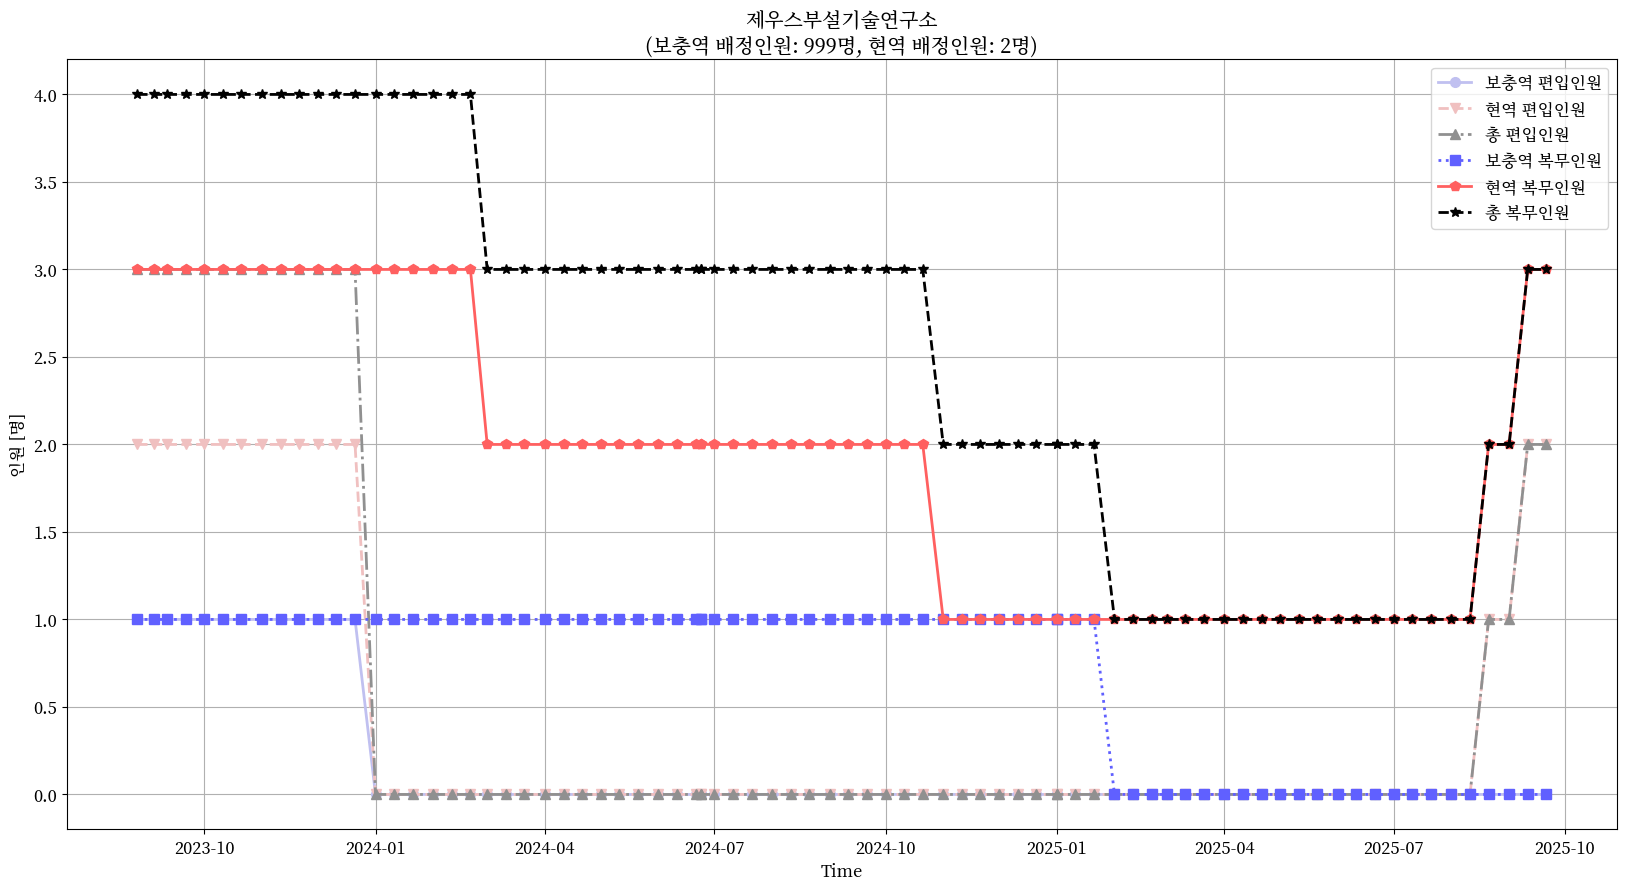 제우스부설기술연구소
(보충역 배정인원: 999명, 현역 배정인원: 2명)
보충역 편입인원
현역 편입인원
총 편입인원
보충역 복무인원
현역 복무인원
총 복무인원
인원 [명]
4.0
3.5
3.0
2.5
2.0
1.5
1.0
0.5
0.0
2023-10
2024-01
2024-04
2024-07
2024-10
2025-01
2025-04
2025-07
2025-10
Time